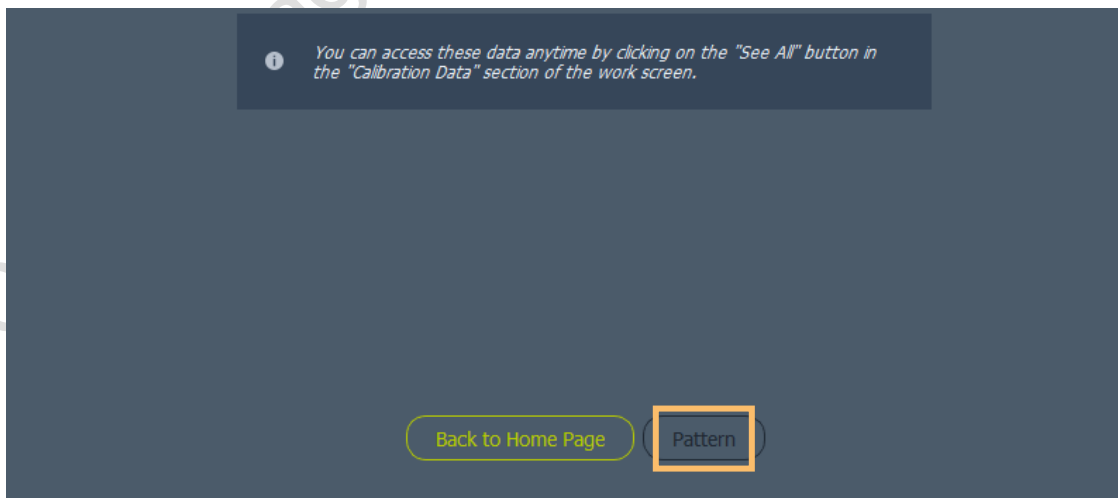 You can access these data anytime by clicking on the "See All" button in
the "Calibration Data" section of the work screen.
Back to Home Page
Pattern